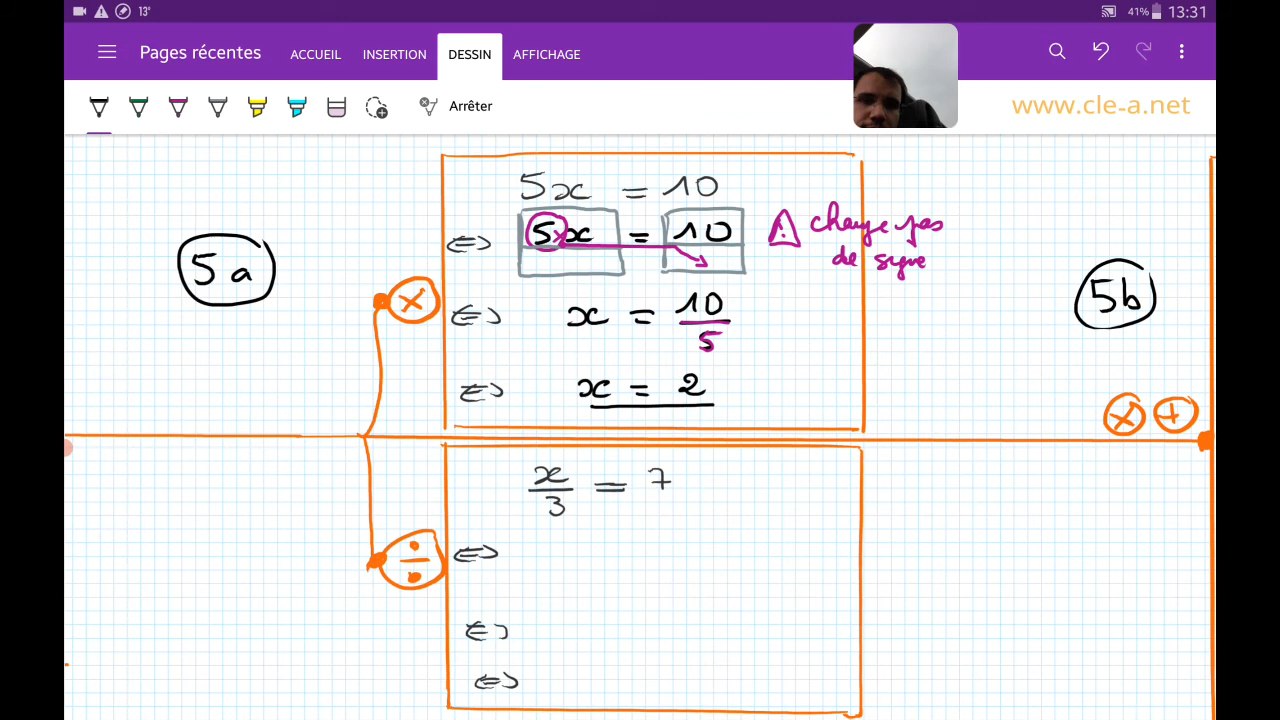 13° 41% 13:31
Pages récentes ACCUEIL INSERTION DESSIN AFFICHAGE
Arrêter www.cle-a.net
5x = 10
⇔ 5x = 10 ⚠ change pas
de signe
5a
×
⇔ x = 10/5
5b
⇔ x = 2
× +
x/3 = 7
÷ ⇔
⇔
⇔